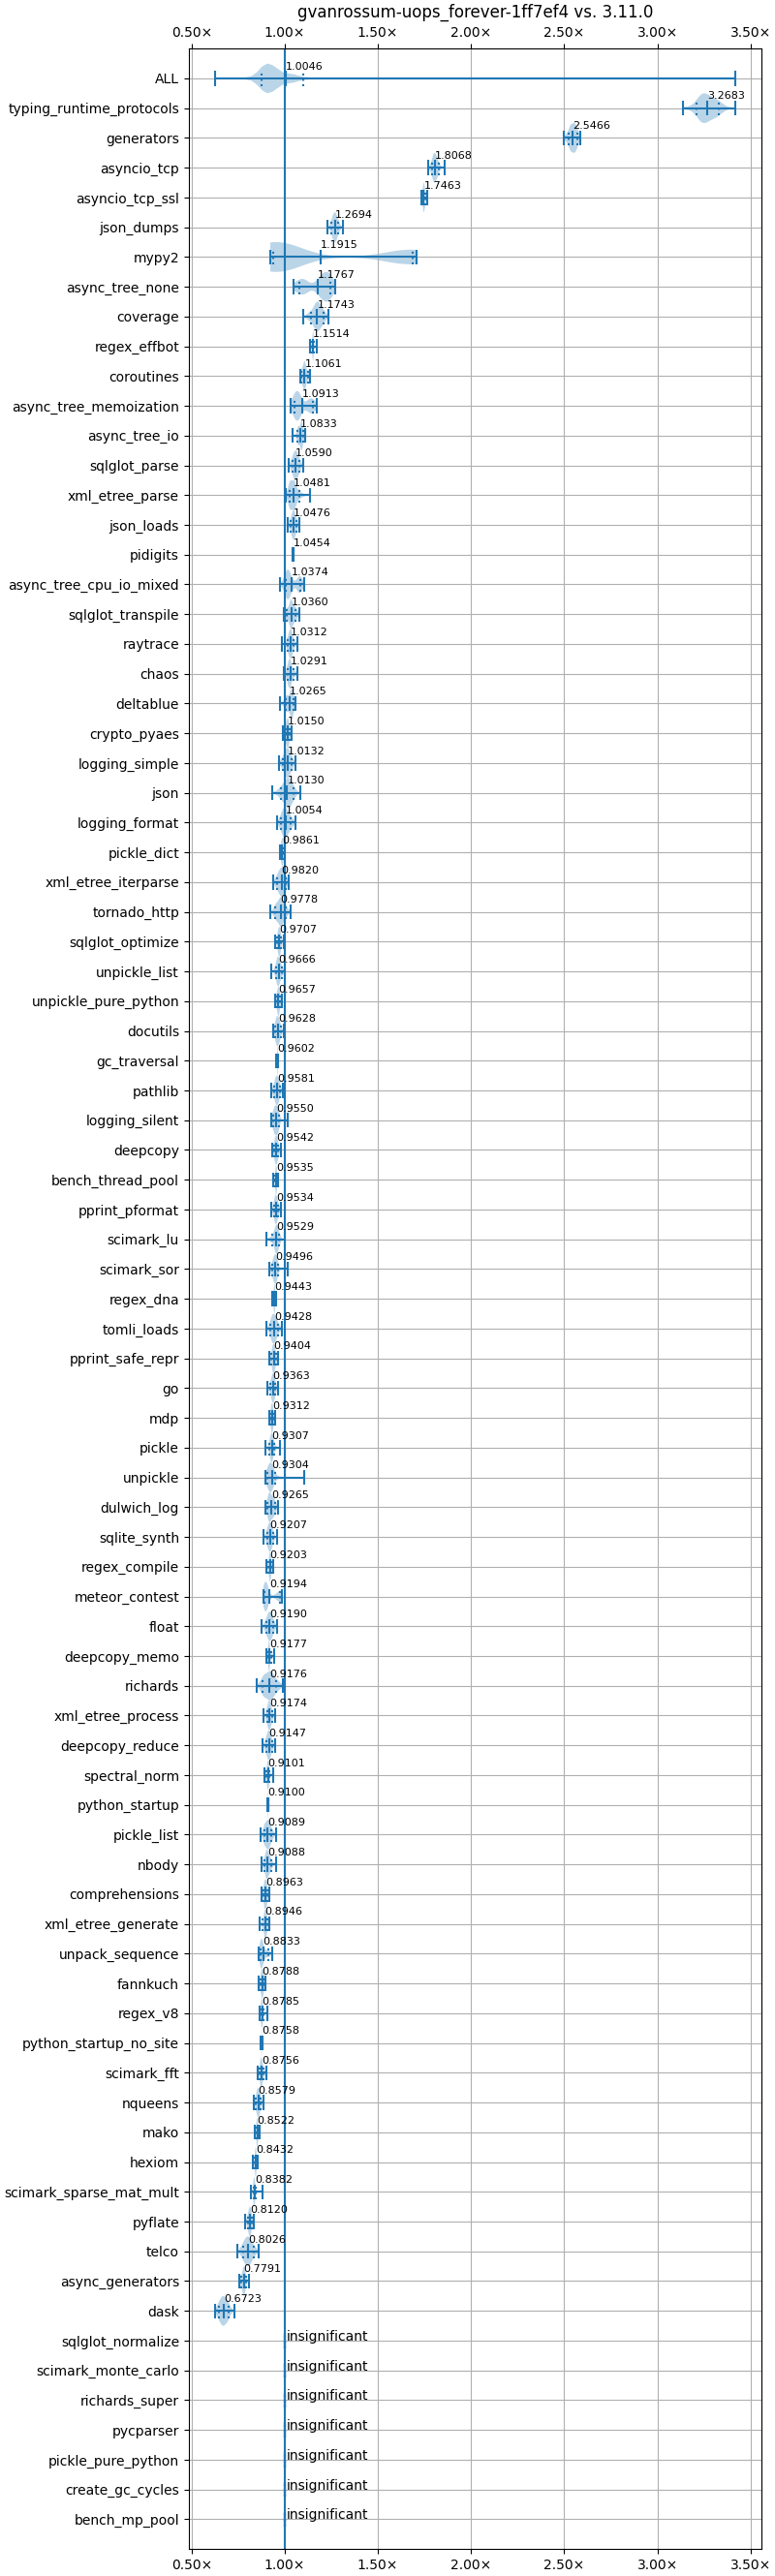 gvanrossum-uops_forever-1ff7ef4 vs. 3.11.0
0.50× 1.00× 1.50× 2.00× 2.50× 3.00× 3.50×
ALL 1.0046
typing_runtime_protocols 3.2683
generators 2.5466
asyncio_tcp 1.8068
asyncio_tcp_ssl 1.7463
json_dumps 1.2694
mypy2 1.1915
async_tree_none 1.1767
coverage 1.1743
regex_effbot 1.1514
coroutines 1.1061
async_tree_memoization 1.0913
async_tree_io 1.0833
sqlglot_parse 1.0590
xml_etree_parse 1.0481
json_loads 1.0476
pidigits 1.0454
async_tree_cpu_io_mixed 1.0374
sqlglot_transpile 1.0360
raytrace 1.0312
chaos 1.0291
deltablue 1.0265
crypto_pyaes 1.0150
logging_simple 1.0132
json 1.0130
logging_format 1.0054
pickle_dict 0.9861
xml_etree_iterparse 0.9820
tornado_http 0.9778
sqlglot_optimize 0.9707
unpickle_list 0.9666
unpickle_pure_python 0.9657
docutils 0.9628
gc_traversal 0.9602
pathlib 0.9581
logging_silent 0.9550
deepcopy 0.9542
bench_thread_pool 0.9535
pprint_pformat 0.9534
scimark_lu 0.9529
scimark_sor 0.9496
regex_dna 0.9443
tomli_loads 0.9428
pprint_safe_repr 0.9404
go 0.9363
mdp 0.9312
pickle 0.9307
unpickle 0.9304
dulwich_log 0.9265
sqlite_synth 0.9207
regex_compile 0.9203
meteor_contest 0.9194
float 0.9190
deepcopy_memo 0.9177
richards 0.9176
xml_etree_process 0.9174
deepcopy_reduce 0.9147
spectral_norm 0.9101
python_startup 0.9100
pickle_list 0.9089
nbody 0.9088
comprehensions 0.8963
xml_etree_generate 0.8946
unpack_sequence 0.8833
fannkuch 0.8788
regex_v8 0.8785
python_startup_no_site 0.8758
scimark_fft 0.8756
nqueens 0.8579
mako 0.8522
hexiom 0.8432
scimark_sparse_mat_mult 0.8382
pyflate 0.8120
telco 0.8026
async_generators 0.7791
dask 0.6723
sqlglot_normalize insignificant
scimark_monte_carlo insignificant
richards_super insignificant
pycparser insignificant
pickle_pure_python insignificant
create_gc_cycles insignificant
bench_mp_pool insignificant
0.50× 1.00× 1.50× 2.00× 2.50× 3.00× 3.50×